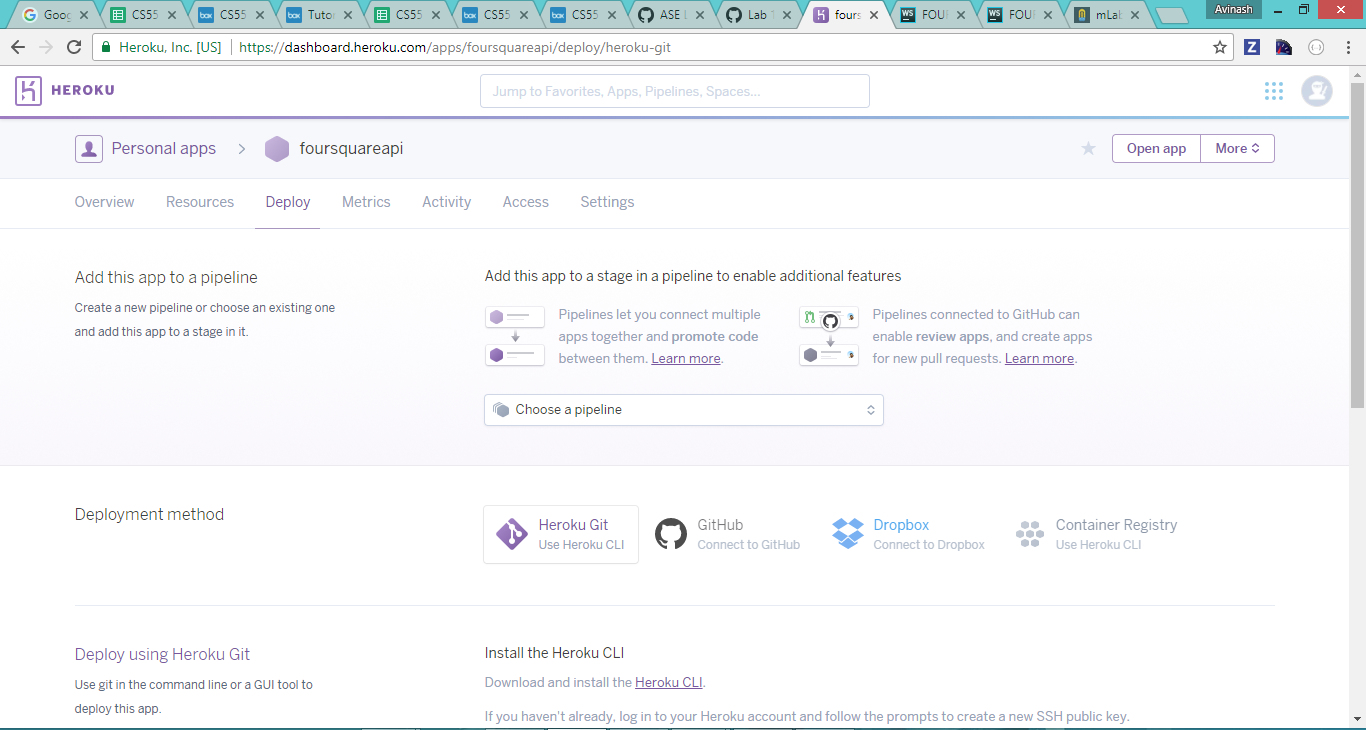 Goog CS55 CS55 Tutor CS55 CS55 CS55 ASE L Lab T fours FOUR FOUR mLab Avinash
Heroku, Inc. [US] https://dashboard.heroku.com/apps/foursquareapi/deploy/heroku-git
HEROKU Jump to Favorites, Apps, Pipelines, Spaces...
Personal apps > foursquareapi Open app More
Overview Resources Deploy Metrics Activity Access Settings
Add this app to a pipeline
Create a new pipeline or choose an existing one
and add this app to a stage in it.
Add this app to a stage in a pipeline to enable additional features
Pipelines let you connect multiple
apps together and promote code
between them. Learn more.
Pipelines connected to GitHub can
enable review apps, and create apps
for new pull requests. Learn more.
Choose a pipeline
Deployment method
Heroku Git
Use Heroku CLI
GitHub
Connect to GitHub
Dropbox
Connect to Dropbox
Container Registry
Use Heroku CLI
Deploy using Heroku Git
Use git in the command line or a GUI tool to
deploy this app.
Install the Heroku CLI
Download and install the Heroku CLI.
If you haven't already, log in to your Heroku account and follow the prompts to create a new SSH public key.